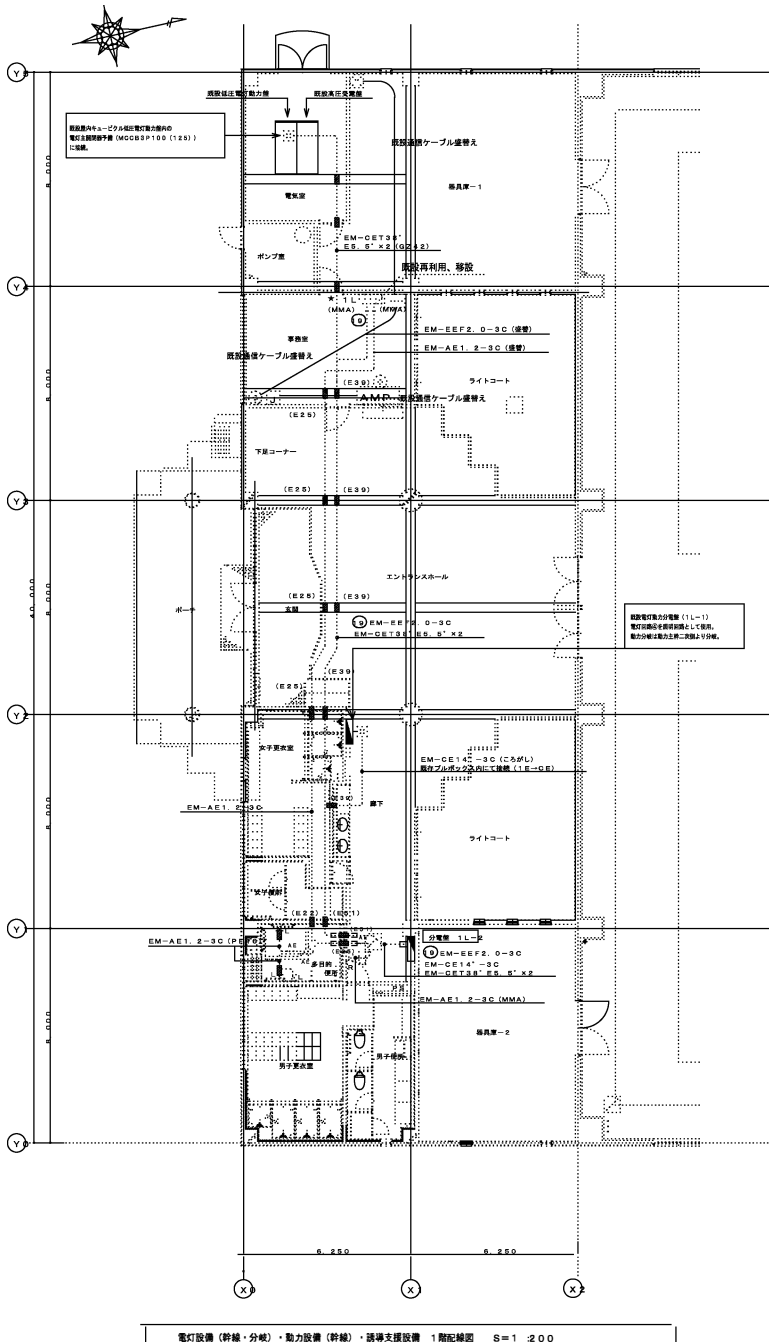 Y5
既設低圧電灯動力盤
既設高圧受電盤
既設屋内キュービクル低圧電灯動力盤内の
電灯主開閉器予備(MCCB3P100(125))
に接続。
既設通信ケーブル盛替え
器具庫-1
電気室
8,000
ポンプ室
EM-CET38°
E5.5°×2(GZ42)
既設再利用、移設
Y4
★ 1L
(MMA)
(MMA)
19
EM-EEF2.0-3C(盛替)
事務室
既設通信ケーブル盛替え
EM-AE1.2-3C(盛替)
ライトコート
8,000
(E39)
J
AMP
既設通信ケーブル盛替え
(E25)
下足コーナー
(E25)
(E39)
Y3
エントランスホール
40,000
8,000
(E25)
(E39)
ポーチ
玄関
19 EM-EEF2.0-3C
EM-CET38°E5.5°×2
既設電灯動力分電盤(1L-1)
動力分岐は動力主幹二次側より分岐。
(E39)
(E25)
Y2
女子更衣室
EM-CE14°-3C(ころがし)
既存プルボックス内にて接続(1E→CE)
(E39)
EM-AE1.2-3C
廊下
8,000
ライトコート
女子便所
(E22)
(E51)
Y
(E51)
分電盤 1L-2
EM-AE1.2-3C
AE
AE
19 EM-EEF2.0-3C
EM-CE14°-3C
EM-CET38°E5.5°×2
多目的
便所
PS
EM-AE1.2-3C(MMA)
器具庫-2
8,000
男子更衣室
男子便所
Y0
6,250
6,250
X0
X1
X2
電灯設備(幹線・分岐)・動力設備(幹線)・誘導支援設備 1階配線図 S=1:200